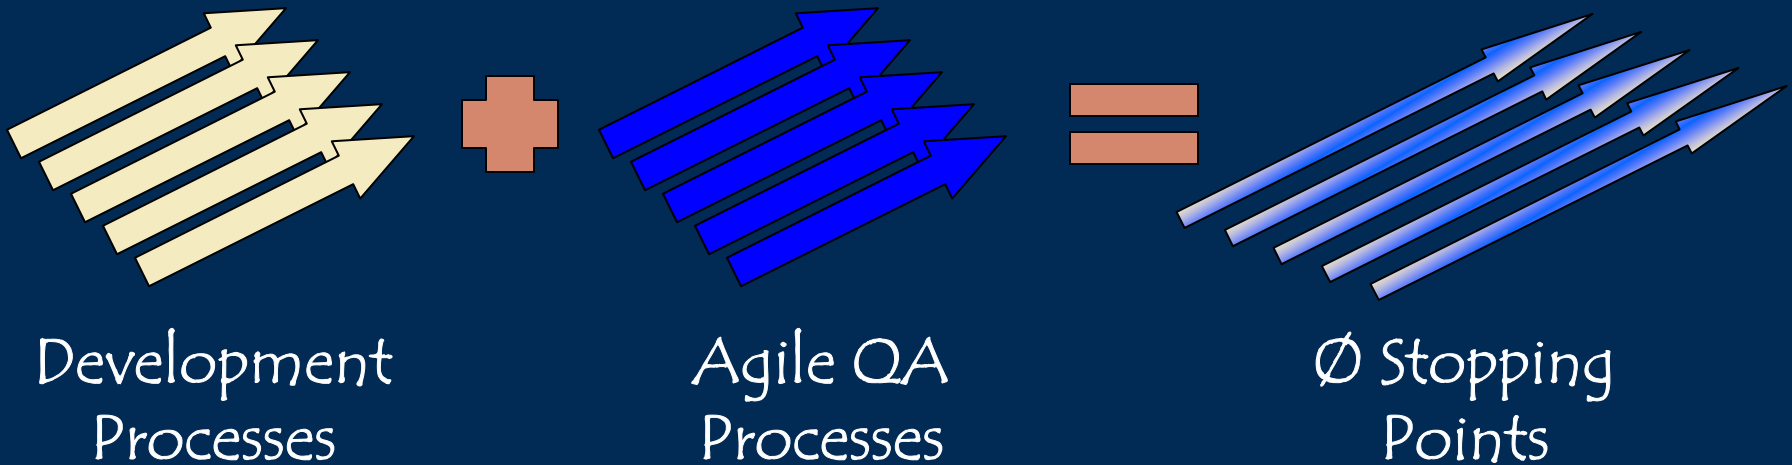 Development
Processes
Agile QA
Processes
Ø Stopping
Points